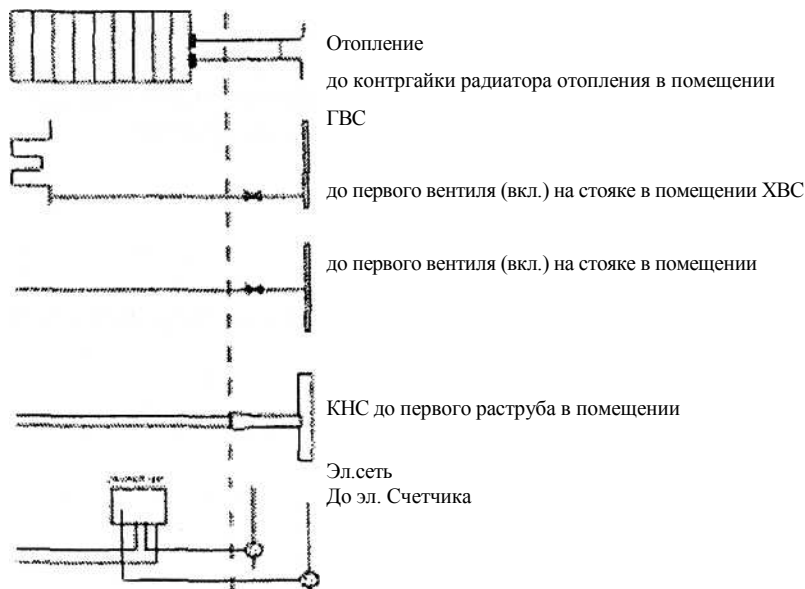 Отопление
до контргайки радиатора отопления в помещении
ГВС
до первого вентиля (вкл.) на стояке в помещении ХВС
до первого вентиля (вкл.) на стояке в помещении
КНС до первого раструба в помещении
Эл.сеть
До эл. Счетчика